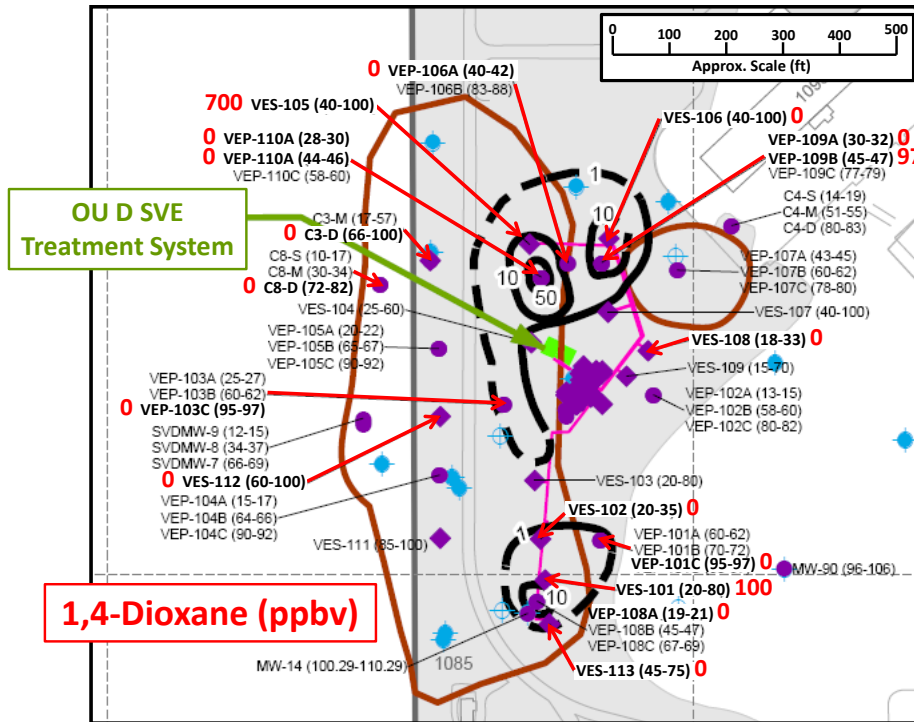 0 100 200 300 400 500
Approx. Scale (ft)
0 VEP-106A (40-42)
VEP-106B (83-88)
700 VES-105 (40-100)
0 VEP-110A (28-30)
0 VEP-110A (44-46)
VEP-110C (58-60)
VES-106 (40-100) 0
VEP-109A (30-32) 0
VEP-109B (45-47)
VEP-109C (77-79)
OU D SVE
Treatment System
C3-M (17-57)
0 C3-D (66-100)
C8-S (10-17)
C8-M (30-34)
0 C8-D (72-82)
C4-S (14-19)
C4-M (51-55)
C4-D (80-83)
1
10
10
50
VEP-107A (43-45)
VEP-107B (60-62)
VEP-107C (78-80)
VES-104 (25-60)
VES-107 (40-100)
VEP-105A (20-22)
VEP-105B (65-67)
VEP-105C (90-92)
VES-108 (18-33) 0
VES-109 (15-70)
VEP-103A (25-27)
VEP-103B (60-62)
0 VEP-103C (95-97)
VEP-102A (13-15)
VEP-102B (58-60)
VEP-102C (80-82)
SVDMW-9 (12-15)
SVDMW-8 (34-37)
SVDMW-7 (66-69)
0 VES-112 (60-100)
VES-103 (20-80)
VEP-104A (15-17)
VEP-104B (64-66)
VEP-104C (90-92)
VES-102 (20-35) 0
VES-111 (85-100)
1
VEP-101A (60-62)
VEP-101B (70-72)
VEP-101C (95-97) 0
MW-90 (96-106)
VES-101 (20-80) 100
10
1,4-Dioxane (ppbv)
VEP-108A (19-21) 0
VEP-108B (45-47)
VEP-108C (67-69)
MW-14 (100.29-110.29)
1085
VES-113 (45-75) 0